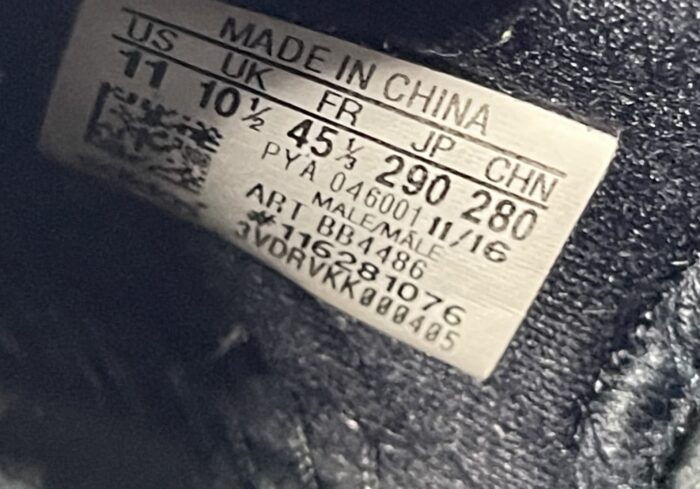 MADE IN CHINA
US UK FR JP CHN
11 10½ 45⅓ 290 280
PYA 046001 11/16
MALE/MÂLE
ART BB4486
#116281076
3VDRVKK000405